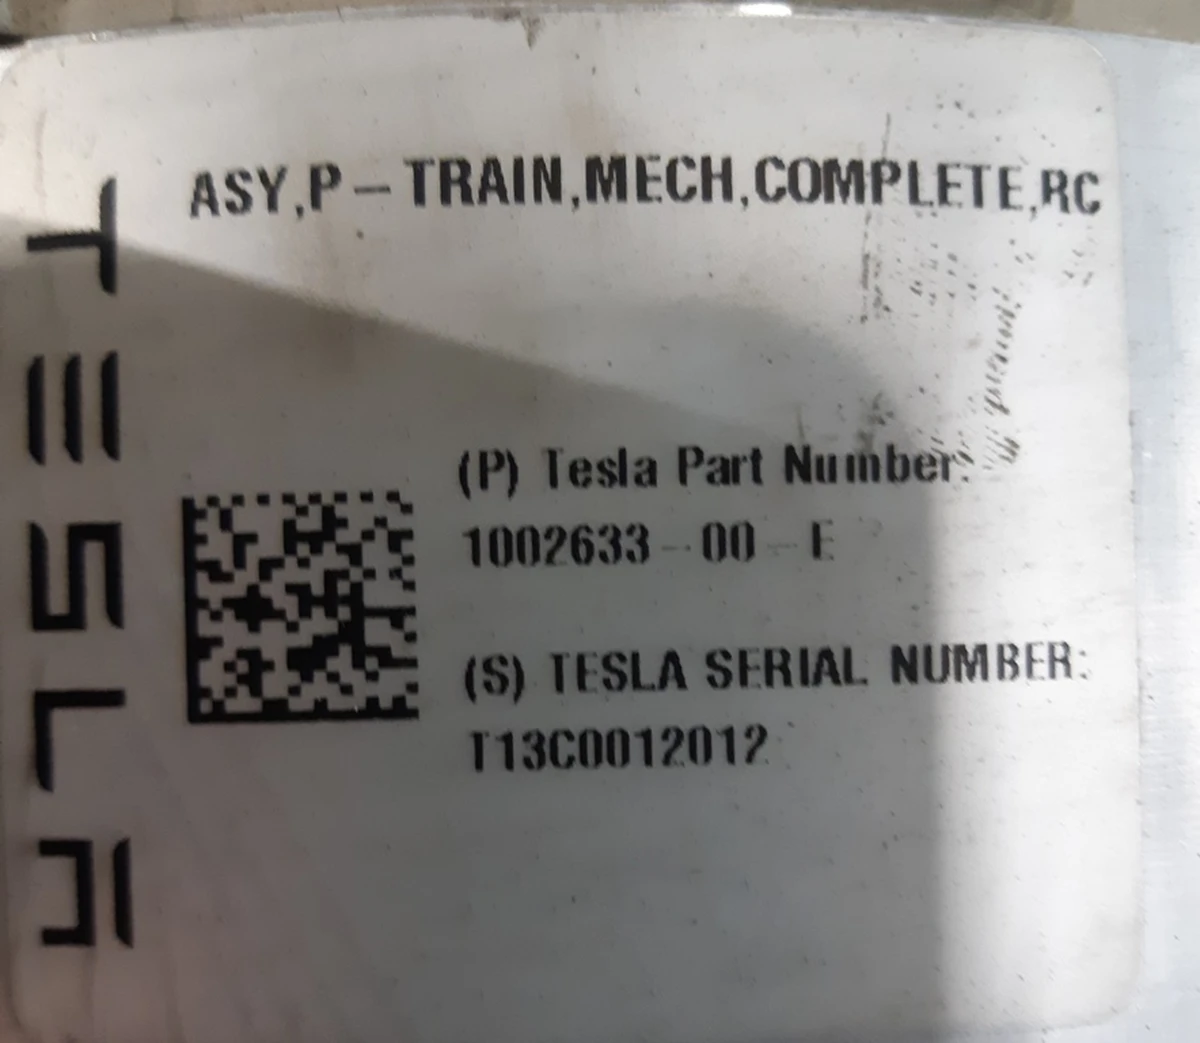 TESLA
ASY,P-TRAIN,MECH,COMPLETE,RC
(P) Tesla Part Number:
1002633-00-E
(S) TESLA SERIAL NUMBER:
T13C0012012